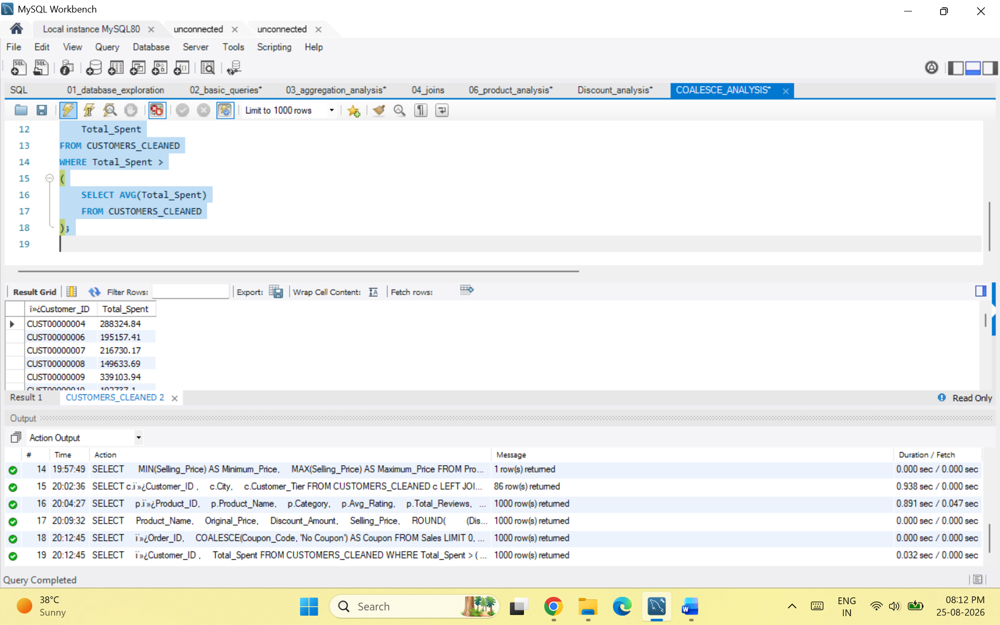 MySQL Workbench
Local instance MySQL80 unconnected unconnected
File Edit View Query Database Server Tools Scripting Help
SQL 01_database_exploration 02_basic_queries* 03_aggregation_analysis* 04_joins 06_product_analysis* Discount_analysis* COALESCE_ANALYSIS*
Limit to 1000 rows
12 Total_Spent
13 FROM CUSTOMERS_CLEANED
14 WHERE Total_Spent >
15 (
16 SELECT AVG(Total_Spent)
17 FROM CUSTOMERS_CLEANED
18 );
19
Result Grid Filter Rows: Export: Wrap Cell Content: Fetch rows:
ï»¿Customer_ID Total_Spent
CUST00000004 288324.84
CUST00000006 195157.41
CUST00000007 216730.17
CUST00000008 149633.69
CUST00000009 339103.94
CUST00000010 192737.1
Result 1 CUSTOMERS_CLEANED 2 Read Only
Output
Action Output
# Time Action Message Duration / Fetch
14 19:57:49 SELECT MIN(Selling_Price) AS Minimum_Price, MAX(Selling_Price) AS Maximum_Price FROM Pro... 1 row(s) returned 0.000 sec / 0.000 sec
15 20:02:36 SELECT c.ï»¿Customer_ID , c.City, c.Customer_Tier FROM CUSTOMERS_CLEANED c LEFT JOI... 86 row(s) returned 0.938 sec / 0.000 sec
16 20:04:27 SELECT p.ï»¿Product_ID, p.Product_Name, p.Category, p.Avg_Rating, p.Total_Reviews, ... 1000 row(s) returned 0.891 sec / 0.047 sec
17 20:09:32 SELECT Product_Name, Original_Price, Discount_Amount, Selling_Price, ROUND( (Dis... 1000 row(s) returned 0.000 sec / 0.000 sec
18 20:12:45 SELECT ï»¿Order_ID, COALESCE(Coupon_Code, 'No Coupon') AS Coupon FROM Sales LIMIT 0, ... 1000 row(s) returned 0.000 sec / 0.000 sec
19 20:12:45 SELECT ï»¿Customer_ID , Total_Spent FROM CUSTOMERS_CLEANED WHERE Total_Spent > ( ... 1000 row(s) returned 0.032 sec / 0.000 sec
Query Completed
38°C
Sunny
Search
ENG
IN
08:12 PM
25-08-2026